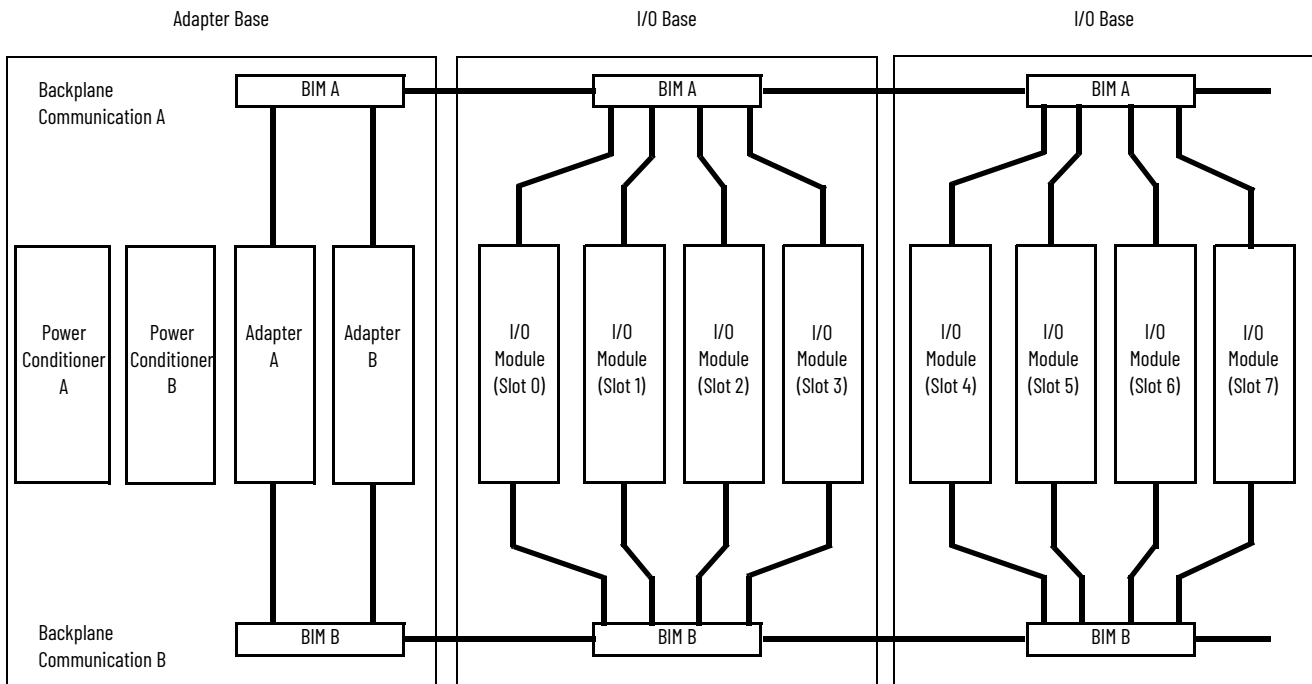 Adapter Base
I/O Base
I/O Base
Backplane
Communication A
BIM A
BIM A
BIM A
Power
Conditioner
A
Power
Conditioner
B
Adapter
A
Adapter
B
I/O
Module
(Slot 0)
I/O
Module
(Slot 1)
I/O
Module
(Slot 2)
I/O
Module
(Slot 3)
I/O
Module
(Slot 4)
I/O
Module
(Slot 5)
I/O
Module
(Slot 6)
I/O
Module
(Slot 7)
Backplane
Communication B
BIM B
BIM B
BIM B